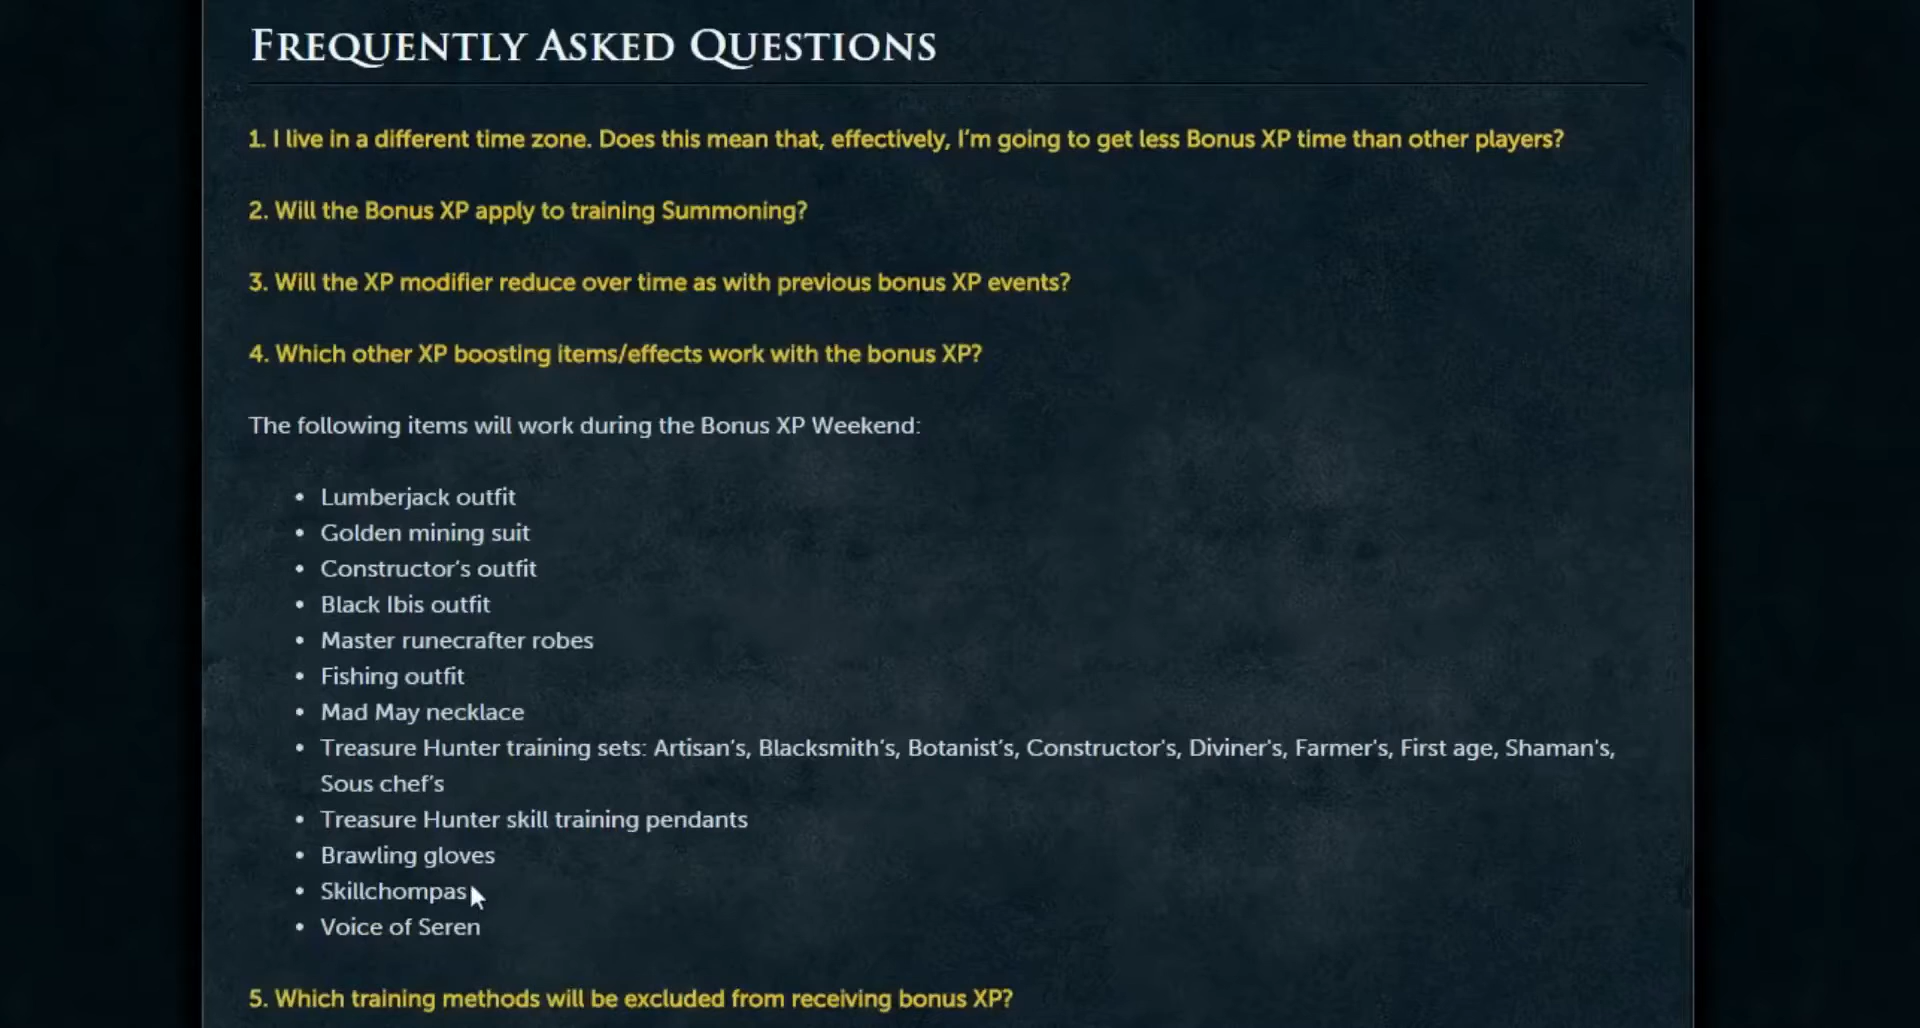 Frequently Asked Questions
1. I live in a different time zone. Does this mean that, effectively, I'm going to get less Bonus XP time than other players?
2. Will the Bonus XP apply to training Summoning?
3. Will the XP modifier reduce over time as with previous bonus XP events?
4. Which other XP boosting items/effects work with the bonus XP?
The following items will work during the Bonus XP Weekend:
• Lumberjack outfit
• Golden mining suit
• Constructor's outfit
• Black Ibis outfit
• Master runecrafter robes
• Fishing outfit
• Mad May necklace
• Treasure Hunter training sets: Artisan's, Blacksmith's, Botanist's, Constructor's, Diviner's, Farmer's, First age, Shaman's,
Sous chef's
• Treasure Hunter skill training pendants
• Brawling gloves
• Skillchompas
• Voice of Seren
5. Which training methods will be excluded from receiving bonus XP?